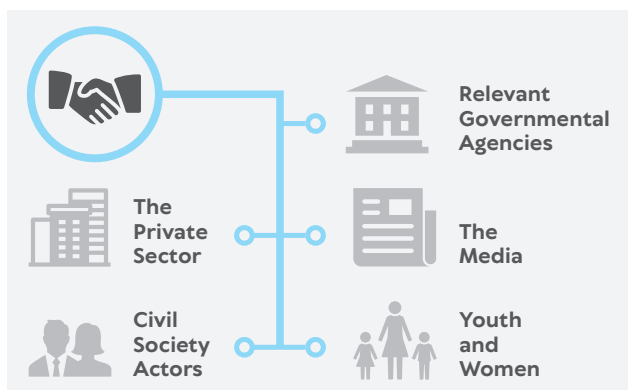 Relevant
Governmental
Agencies
The
Private
Sector
The
Media
Civil
Society
Actors
Youth
and
Women